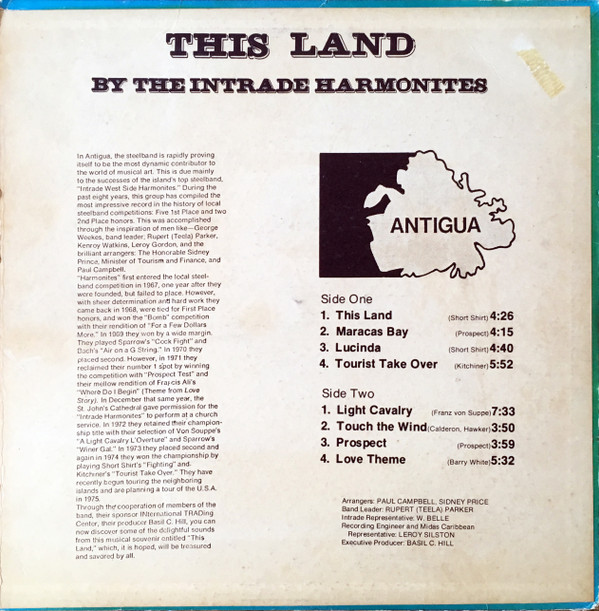 THIS LAND
BY THE INTRADE HARMONITES
In Antigua, the steelband is rapidly proving
itself to be the most dynamic contributor to
the world of musical art. This is due mainly
to the successes of the island's top steelband,
"Intrade West Side Harmonites." During the
past eight years, this group has compiled the
most impressive record in the history of local
steelband competitions: Five 1st Place and two
2nd Place honors. This was accomplished
through the inspiration of men like—George
Weekes, band leader; Rupert (Teela) Parker,
Kenroy Watkins, Leroy Gordon, and the
brilliant arrangers: The Honorable Sidney
Prince, Minister of Tourism and Finance, and
Paul Campbell.
"Harmonites" first entered the local steel-
band competition in 1967, one year after they
were founded, but failed to place. However,
with sheer determination and hard work they
came back in 1968, were tied for First Place
honors, and won the "Bomb" competition
with their rendition of "For a Few Dollars
More." In 1969 they won by a wide margin.
They played Sparrow's "Cock Fight" and
Bach's "Air on a G String." In 1970 they
placed second. However, in 1971 they
reclaimed their number 1 spot by winning
the competition with "Prospect Test" and
their mellow rendition of Francis Ali's
"Where Do I Begin" (Theme from Love
Story). In December that same year, the
St. John's Cathedral gave permission for the
"Intrade Harmonites" to perform at a church
service. In 1972 they retained their champion-
ship title with their selection of Von Souppe's
"A Light Cavalry L'Overture" and Sparrow's
"Winer Gal." In 1973 they placed second and
again in 1974 they won the championship by
playing Short Shirt's "Fighting" and
Kitchiner's "Tourist Take Over." They have
recently begun touring the neighboring
islands and are planning a tour of the U.S.A.
in 1975.
Through the cooperation of members of the
band, their sponsor INternational TRADing
Center, their producer Basil C. Hill, you can
now discover some of the delightful sounds
from this musical souvenir entitled "This
Land," which, it is hoped, will be treasured
and savored by all.
ANTIGUA
Side One
1. This Land (Short Shirt) 4:26
2. Maracas Bay (Prospect) 4:15
3. Lucinda (Short Shirt) 4:40
4. Tourist Take Over (Kitchiner) 5:52
Side Two
1. Light Cavalry (Franz von Suppe) 7:33
2. Touch the Wind (Calderon, Hawker) 3:50
3. Prospect (Prospect) 3:59
4. Love Theme (Barry White) 5:32
Arrangers: PAUL CAMPBELL, SIDNEY PRICE
Band Leader: RUPERT (TEELA) PARKER
Intrade Representative: W. BELLE
Recording Engineer and Midas Caribbean
Representative: LEROY SILSTON
Executive Producer: BASIL C. HILL